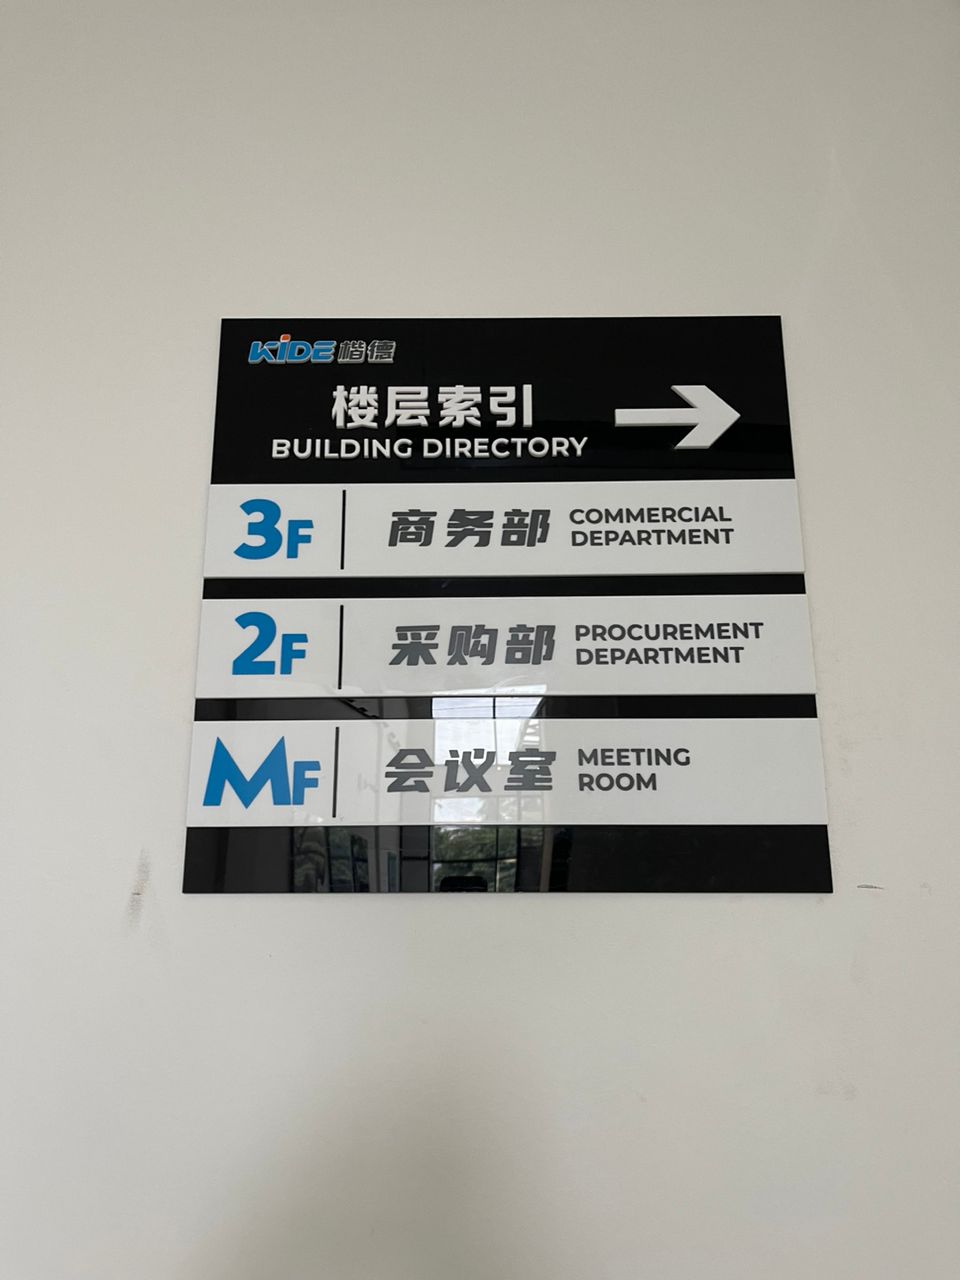 KIDE 楷德
楼层索引
BUILDING DIRECTORY
3F 商务部 COMMERCIAL
DEPARTMENT
2F 采购部 PROCUREMENT
DEPARTMENT
MF 会议室 MEETING
ROOM